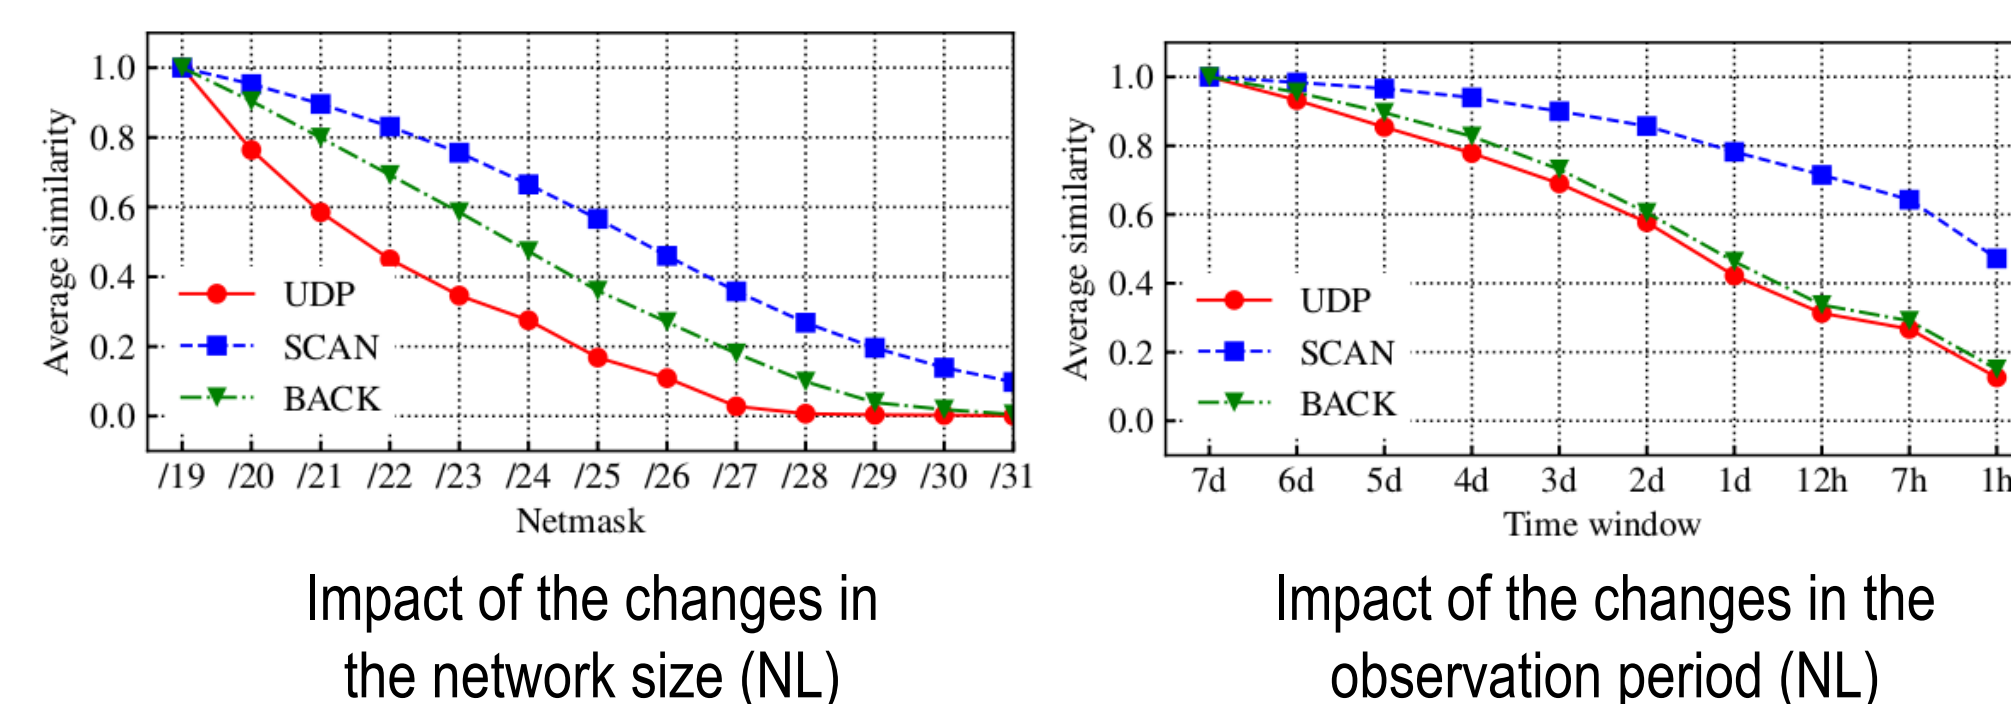 1.0
0.8
0.6
0.4
0.2
0.0
Average similarity
UDP
SCAN
BACK
/19 /20 /21 /22 /23 /24 /25 /26 /27 /28 /29 /30 /31
Netmask
Impact of the changes in
the network size (NL)
1.0
0.8
0.6
0.4
0.2
0.0
Average similarity
UDP
SCAN
BACK
7d 6d 5d 4d 3d 2d 1d 12h 7h 1h
Time window
Impact of the changes in the
observation period (NL)